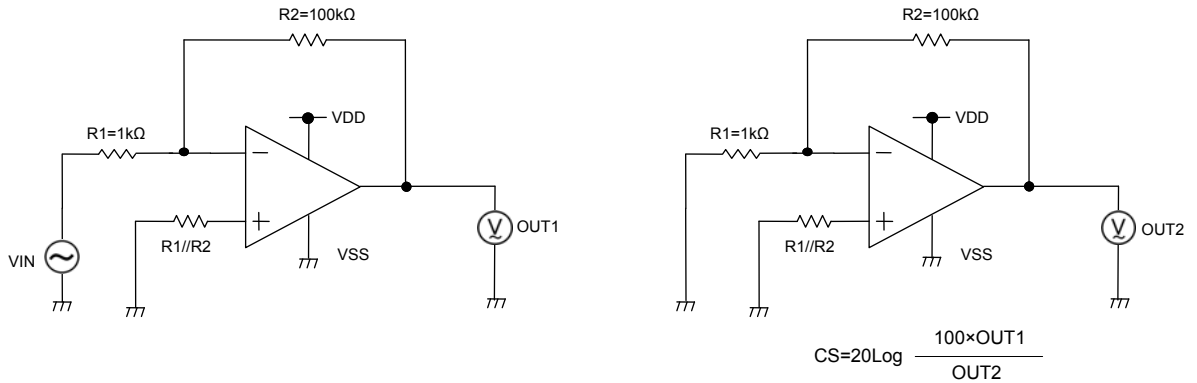 R2=100kΩ
VDD
R1=1kΩ
R1//R2
VSS
VIN
V
OUT1
R2=100kΩ
VDD
R1=1kΩ
R1//R2
VSS
V
OUT2
CS=20Log 100×OUT1
OUT2